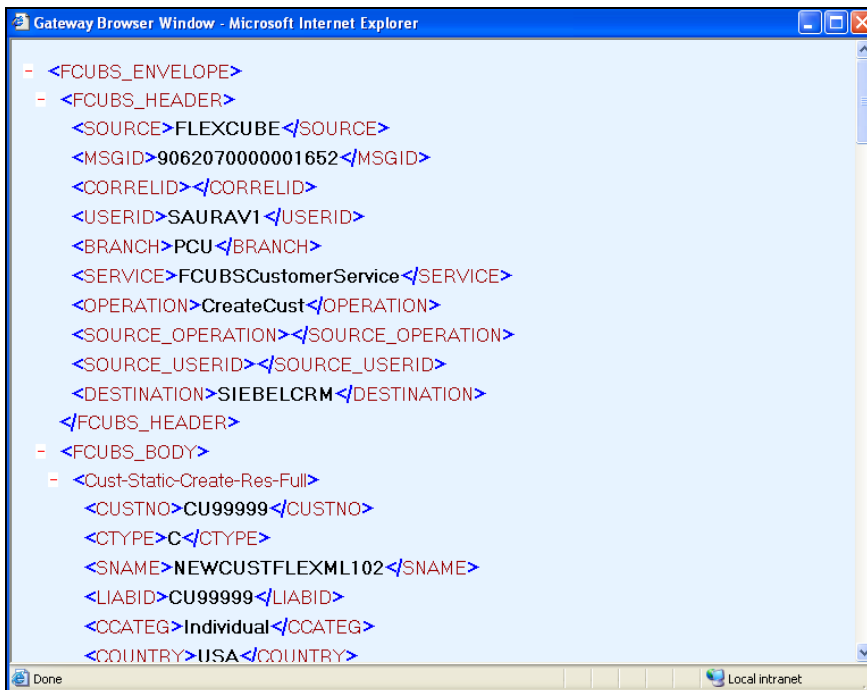 Gateway Browser Window - Microsoft Internet Explorer
- <FCUBS_ENVELOPE>
- <FCUBS_HEADER>
<SOURCE>FLEXCUBE</SOURCE>
<MSGID>9062070000001652</MSGID>
<CORRELID></CORRELID>
<USERID>SAURAV1</USERID>
<BRANCH>PCU</BRANCH>
<SERVICE>FCUBSCustomerService</SERVICE>
<OPERATION>CreateCust</OPERATION>
<SOURCE_OPERATION></SOURCE_OPERATION>
<SOURCE_USERID></SOURCE_USERID>
<DESTINATION>SIEBELCRM</DESTINATION>
</FCUBS_HEADER>
- <FCUBS_BODY>
- <Cust-Static-Create-Res-Full>
<CUSTNO>CU99999</CUSTNO>
<CTYPE>C</CTYPE>
<SNAME>NEWCUSTFLEXML102</SNAME>
<LIABID>CU99999</LIABID>
<CCATEG>Individual</CCATEG>
<COUNTRY>USA</COUNTRY>
Done Local intranet